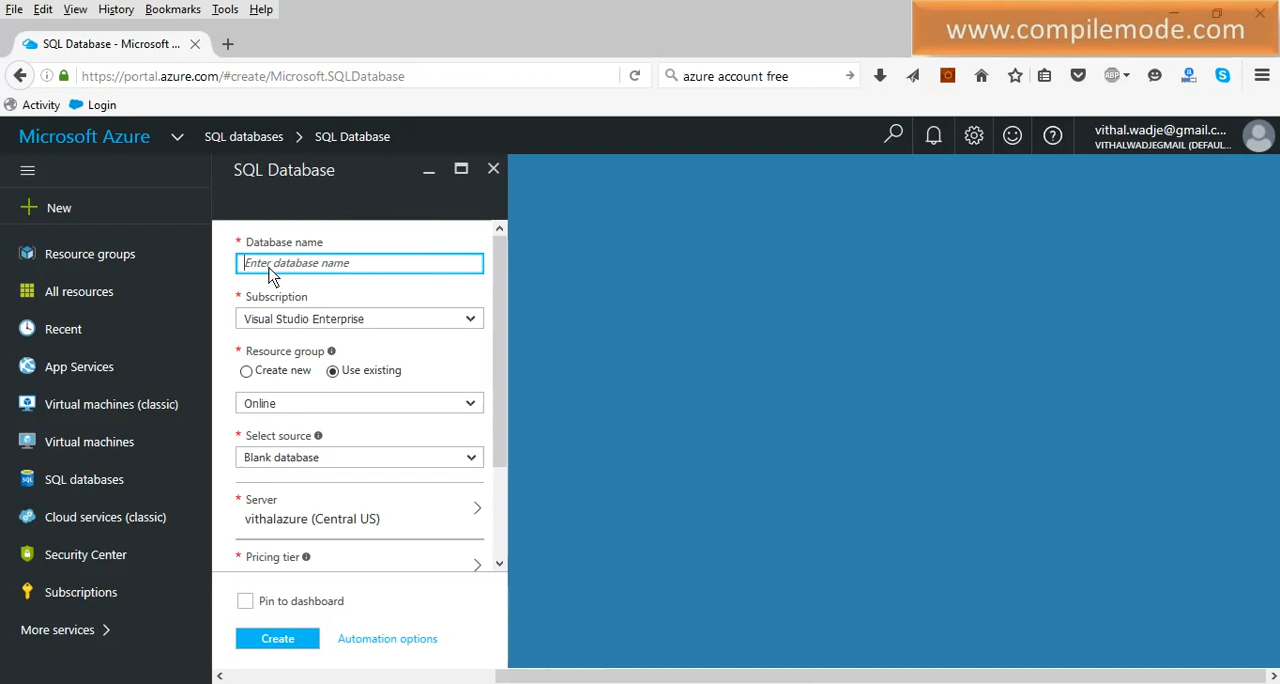 File Edit View History Bookmarks Tools Help
www.compilemode.com
SQL Database - Microsoft ...
https://portal.azure.com/#create/Microsoft.SQLDatabase
azure account free
ABP
Activity Login
Microsoft Azure SQL databases SQL Database
vithal.wadje@gmail.c...
VITHALWADJEGMAIL (DEFAUL...
SQL Database
New
Resource groups
All resources
Recent
App Services
Virtual machines (classic)
Virtual machines
SQL
SQL databases
Cloud services (classic)
Security Center
Subscriptions
More services
* Database name
Enter database name
* Subscription
Visual Studio Enterprise
* Resource group
Create new Use existing
Online
* Select source
Blank database
* Server
vithalazure (Central US)
* Pricing tier
Pin to dashboard
Create Automation options